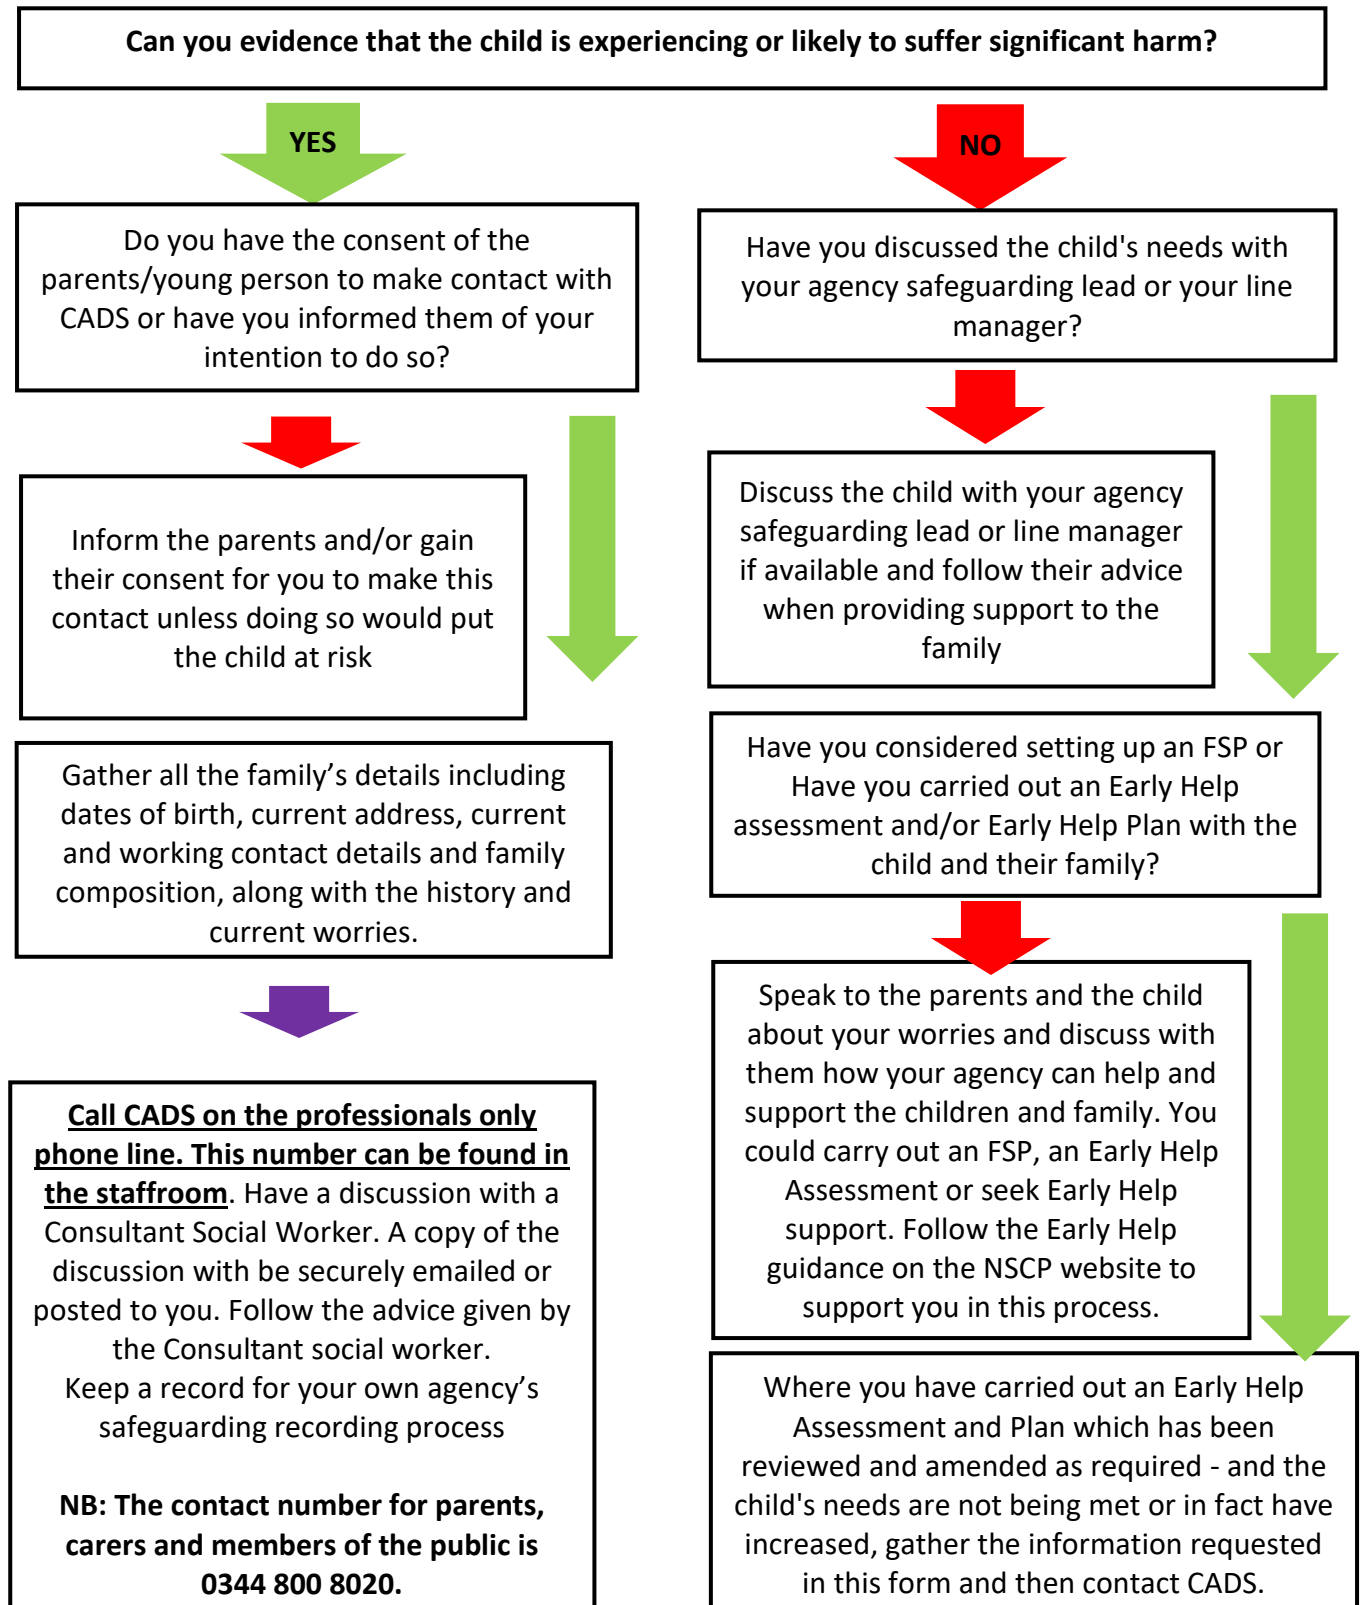 Can you evidence that the child is experiencing or likely to suffer significant harm?
YES
NO
Do you have the consent of the
parents/young person to make contact with
CADS or have you informed them of your
intention to do so?
Have you discussed the child's needs with
your agency safeguarding lead or your line
manager?
Inform the parents and/or gain
their consent for you to make this
contact unless doing so would put
the child at risk
Discuss the child with your agency
safeguarding lead or line manager
if available and follow their advice
when providing support to the
family
Gather all the family’s details including
dates of birth, current address, current
and working contact details and family
composition, along with the history and
current worries.
Have you considered setting up an FSP or
Have you carried out an Early Help
assessment and/or Early Help Plan with the
child and their family?
Call CADS on the professionals only
phone line. This number can be found in
the staffroom. Have a discussion with a
Consultant Social Worker. A copy of the
discussion with be securely emailed or
posted to you. Follow the advice given by
the Consultant social worker.
Keep a record for your own agency’s
safeguarding recording process
NB: The contact number for parents,
carers and members of the public is
0344 800 8020.
Speak to the parents and the child
about your worries and discuss with
them how your agency can help and
support the children and family. You
could carry out an FSP, an Early Help
Assessment or seek Early Help
support. Follow the Early Help
guidance on the NSCP website to
support you in this process.
Where you have carried out an Early Help
Assessment and Plan which has been
reviewed and amended as required - and the
child's needs are not being met or in fact have
increased, gather the information requested
in this form and then contact CADS.